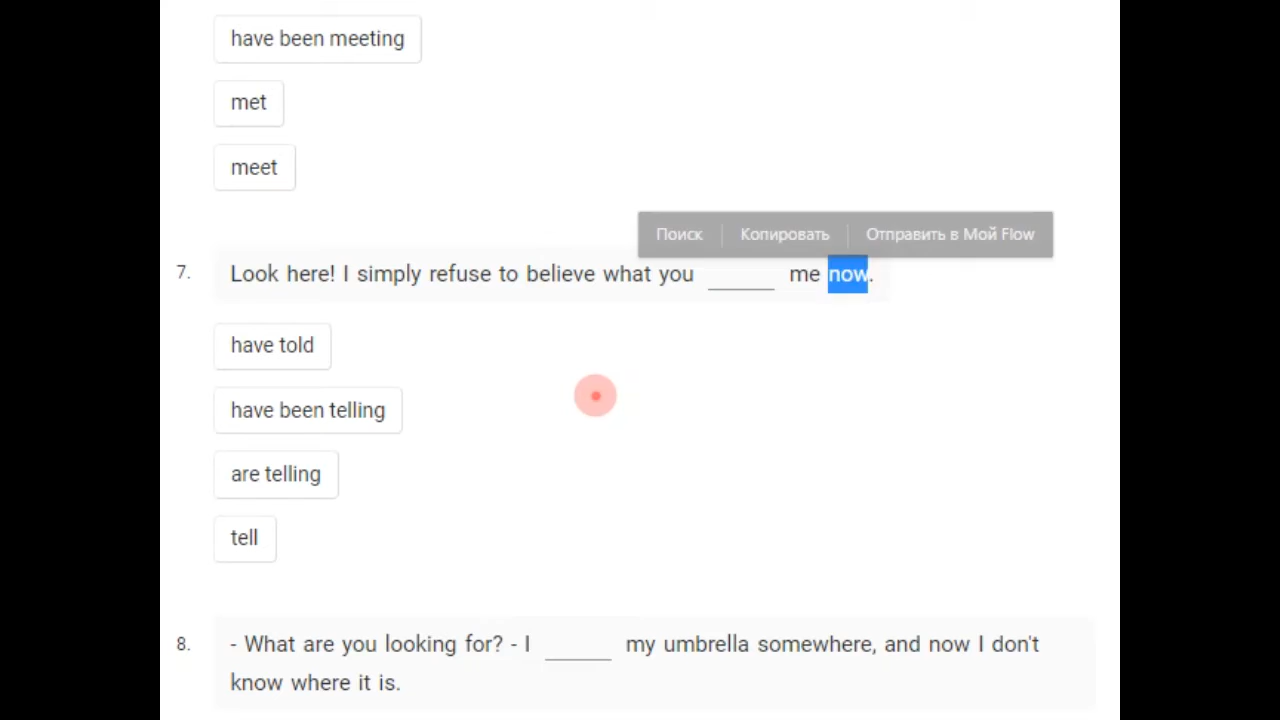 have been meeting
met
meet
Поиск Копировать Отправить в Мой Flow
7. Look here! I simply refuse to believe what you ______ me now.
have told
have been telling
are telling
tell
8. - What are you looking for? - I ______ my umbrella somewhere, and now I don't
know where it is.